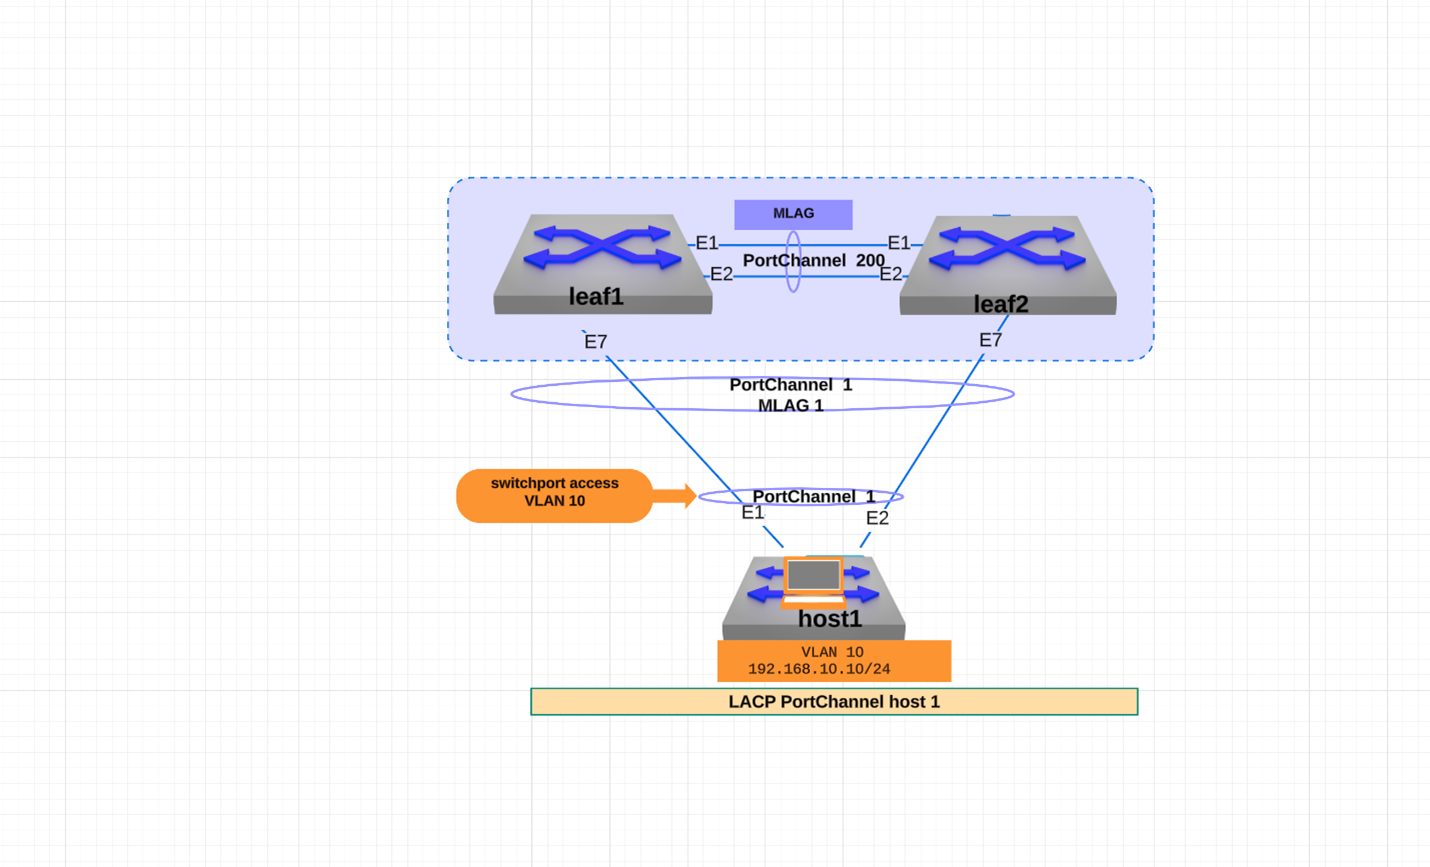 MLAG
E1
E1
PortChannel 200
E2
E2
leaf1
leaf2
E7
E7
PortChannel 1
MLAG 1
switchport access
VLAN 10
PortChannel 1
E1
E2
host1
VLAN 10
192.168.10.10/24
LACP PortChannel host 1